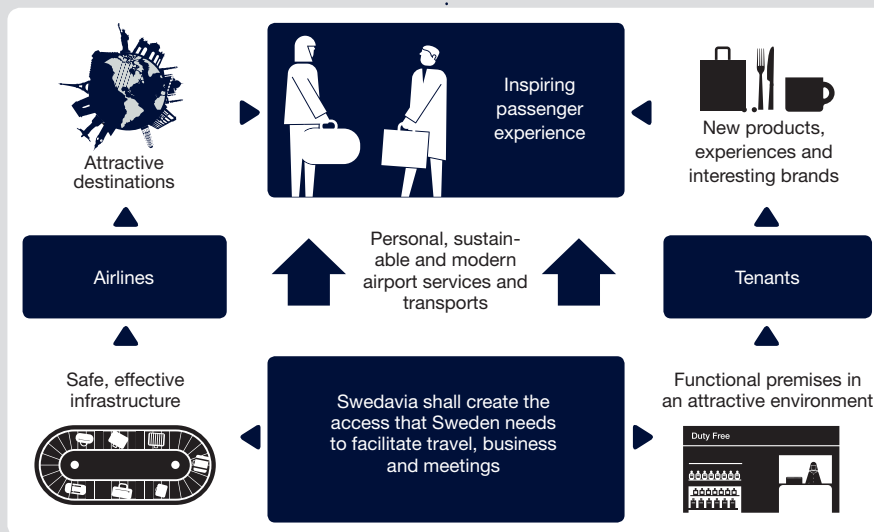 Inspiring
passenger
experience
Attractive
destinations
New products,
experiences and
interesting brands
Airlines
Personal, sustain-
able and modern
airport services and
transports
Tenants
Safe, effective
infrastructure
Swedavia shall create the
access that Sweden needs
to facilitate travel, business
and meetings
Functional premises in
an attractive environment
Duty Free